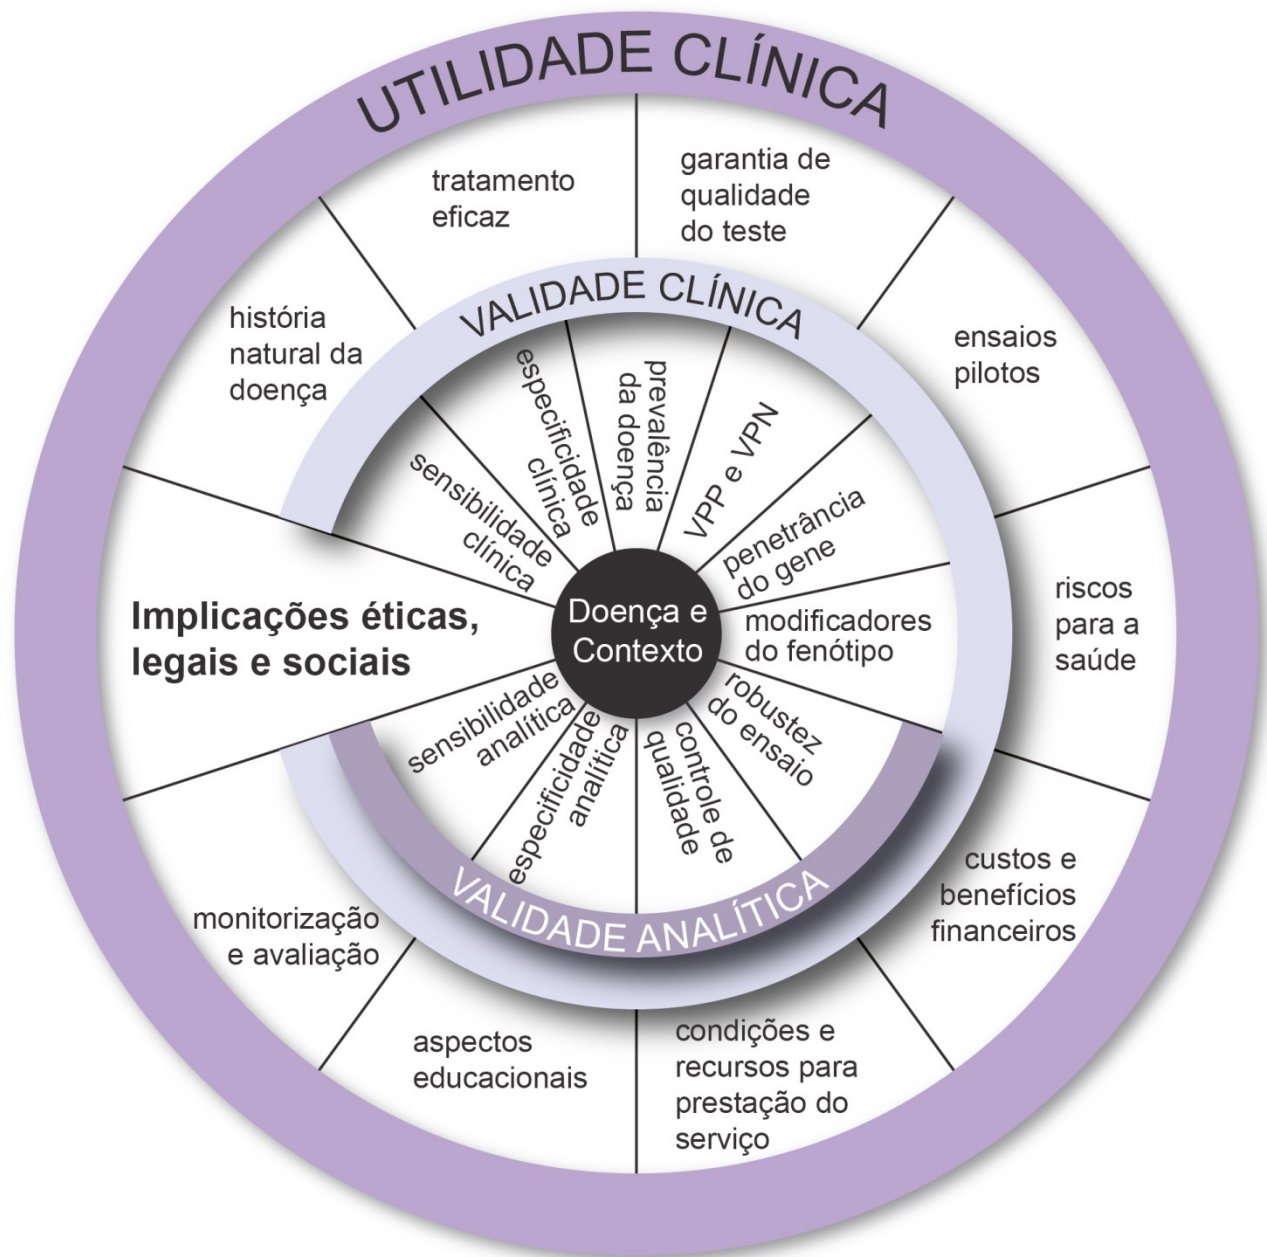 UTILIDADE CLÍNICA
tratamento
eficaz
garantia de
qualidade
do teste
história
natural da
doença
ensaios
pilotos
VALIDADE CLÍNICA
sensibilidade
clínica
especificidade
clínica
prevalência
da doença
VPP e VPN
penetrância
do gene
modificadores
do fenótipo
Implicações éticas,
legais e sociais
Doença e
Contexto
riscos
para a
saúde
sensibilidade
analítica
especificidade
analítica
controle de
qualidade
robustez
do ensaio
VALIDADE ANALÍTICA
custos e
benefícios
financeiros
monitorização
e avaliação
aspectos
educacionais
condições e
recursos para
prestação do
serviço